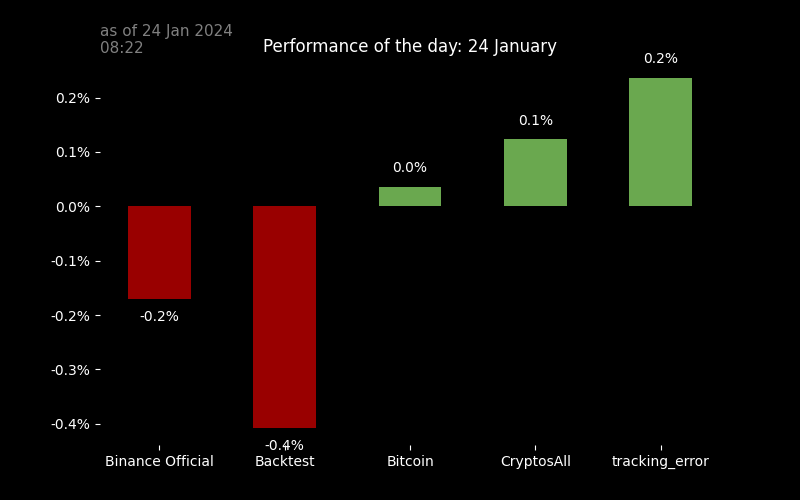 as of 24 Jan 2024
08:22
Performance of the day: 24 January
0.2%
0.2%
0.1%
0.1%
0.0%
0.0%
-0.1%
-0.2%
-0.2%
-0.3%
-0.4%
-0.4%
Binance Official
Backtest
Bitcoin
CryptosAll
tracking_error